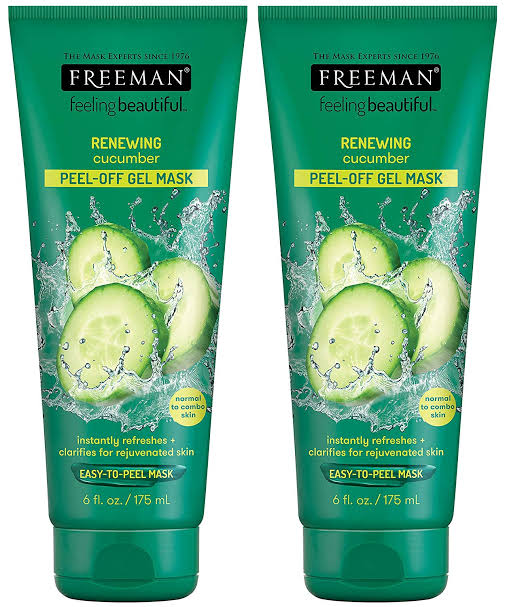 THE MASK EXPERTS SINCE 1976
FREEMAN®
feeling beautiful™
RENEWING
cucumber
PEEL-OFF GEL MASK
normal
to combo
skin
instantly refreshes +
clarifies for rejuvenated skin
EASY-TO-PEEL MASK
6 fl. oz. / 175 mL
THE MASK EXPERTS SINCE 1976
FREEMAN®
feeling beautiful™
RENEWING
cucumber
PEEL-OFF GEL MASK
normal
to combo
skin
instantly refreshes +
clarifies for rejuvenated skin
EASY-TO-PEEL MASK
6 fl. oz. / 175 mL